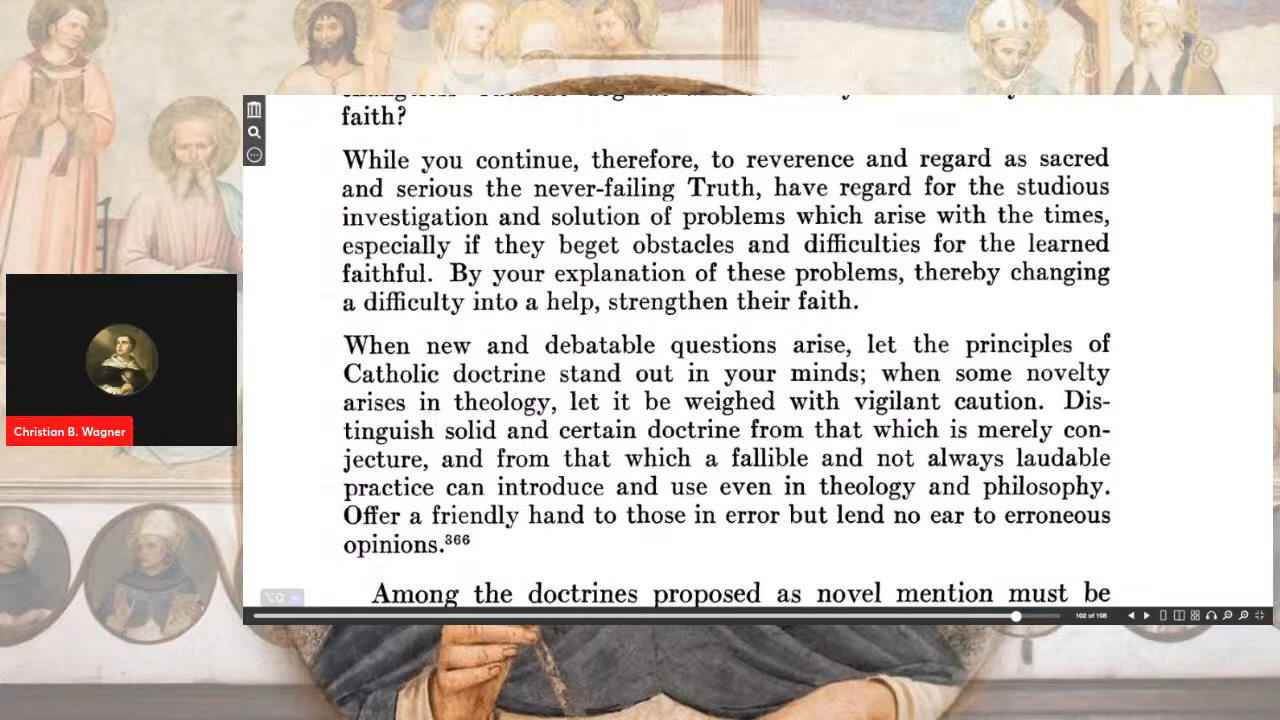 faith?
While you continue, therefore, to reverence and regard as sacred
and serious the never-failing Truth, have regard for the studious
investigation and solution of problems which arise with the times,
especially if they beget obstacles and difficulties for the learned
faithful. By your explanation of these problems, thereby changing
a difficulty into a help, strengthen their faith.
When new and debatable questions arise, let the principles of
Catholic doctrine stand out in your minds; when some novelty
arises in theology, let it be weighed with vigilant caution. Dis-
tinguish solid and certain doctrine from that which is merely con-
jecture, and from that which a fallible and not always laudable
practice can introduce and use even in theology and philosophy.
Offer a friendly hand to those in error but lend no ear to erroneous
opinions.³⁶⁶
Among the doctrines proposed as novel mention must be
Christian B. Wagner
102 of 108